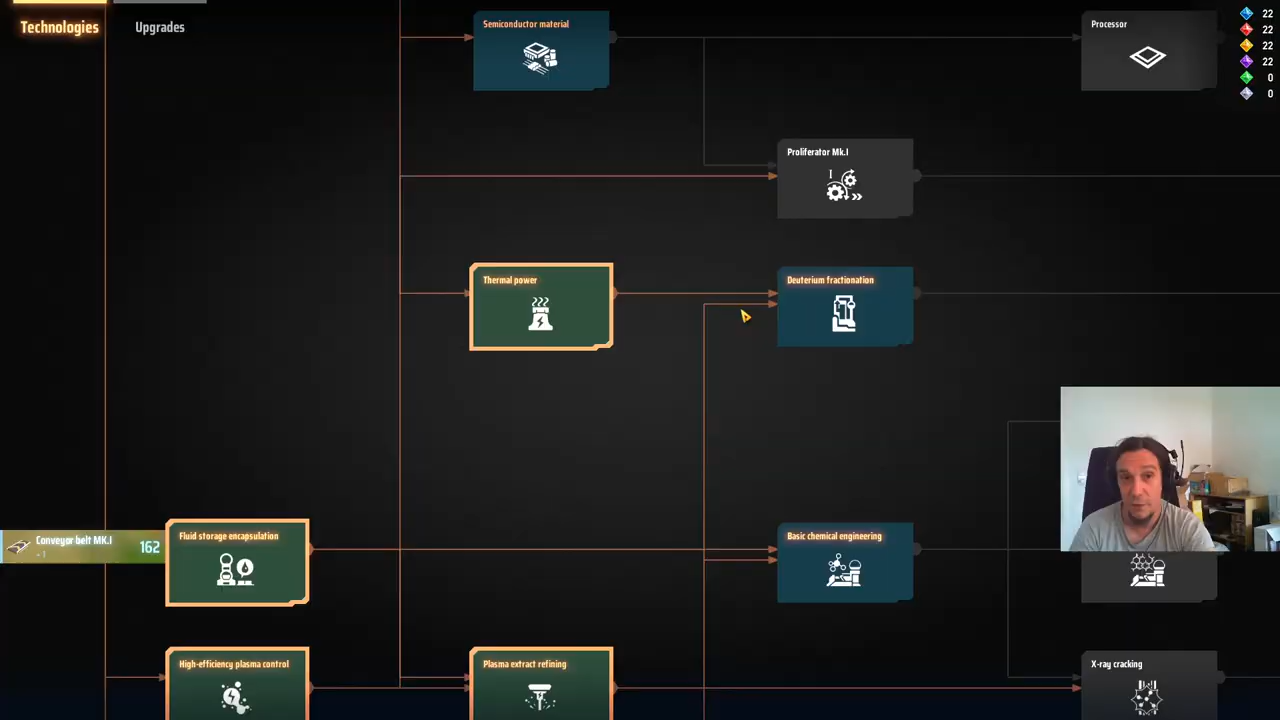 Technologies
Upgrades
Semiconductor material
Processor
22
22
22
22
0
0
Proliferator Mk.I
I
Thermal power
Deuterium fractionation
Fluid storage encapsulation
Basic chemical engineering
Conveyor belt MK.I
162
High-efficiency plasma control
Plasma extract refining
X-ray cracking